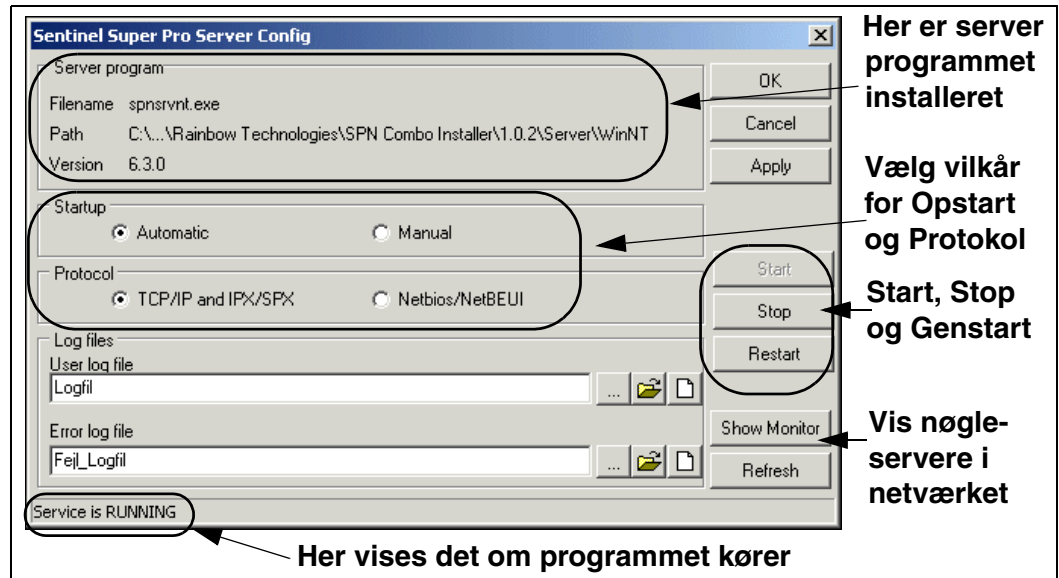 Sentinel Super Pro Server Config
Server program
Filename spnsrvnt.exe
Path C:\...\Rainbow Technologies\SPN Combo Installer\1.0.2\Server\WinNT
Version 6.3.0
OK
Cancel
Apply
Startup
Automatic Manual
Protocol
TCP/IP and IPX/SPX Netbios/NetBEUI
Start
Stop
Restart
Log files
User log file
Logfil
...
Error log file
Fejl_Logfil
...
Show Monitor
Refresh
Service is RUNNING
Her er server
programmet
installeret
Vælg vilkår
for Opstart
og Protokol
Start, Stop
og Genstart
Vis nøgle-
servere i
netværket
Her vises det om programmet kører